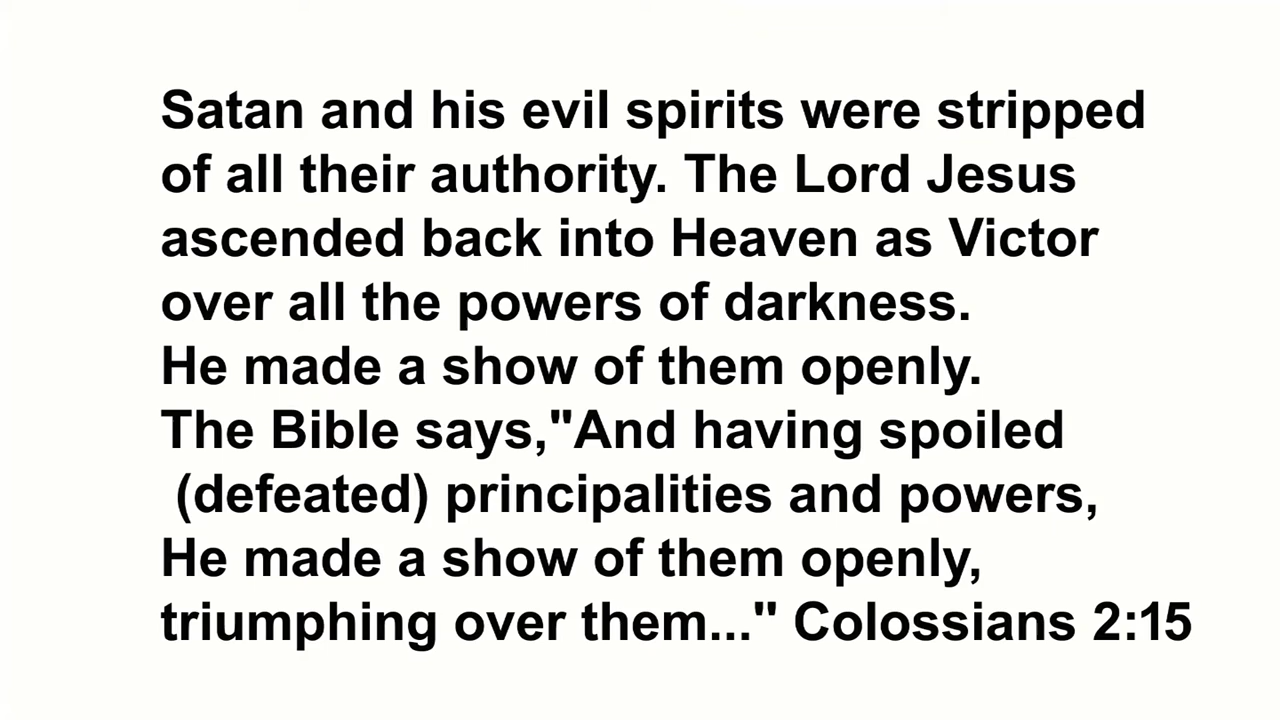 Satan and his evil spirits were stripped
of all their authority. The Lord Jesus
ascended back into Heaven as Victor
over all the powers of darkness.
He made a show of them openly.
The Bible says,"And having spoiled
(defeated) principalities and powers,
He made a show of them openly,
triumphing over them..." Colossians 2:15